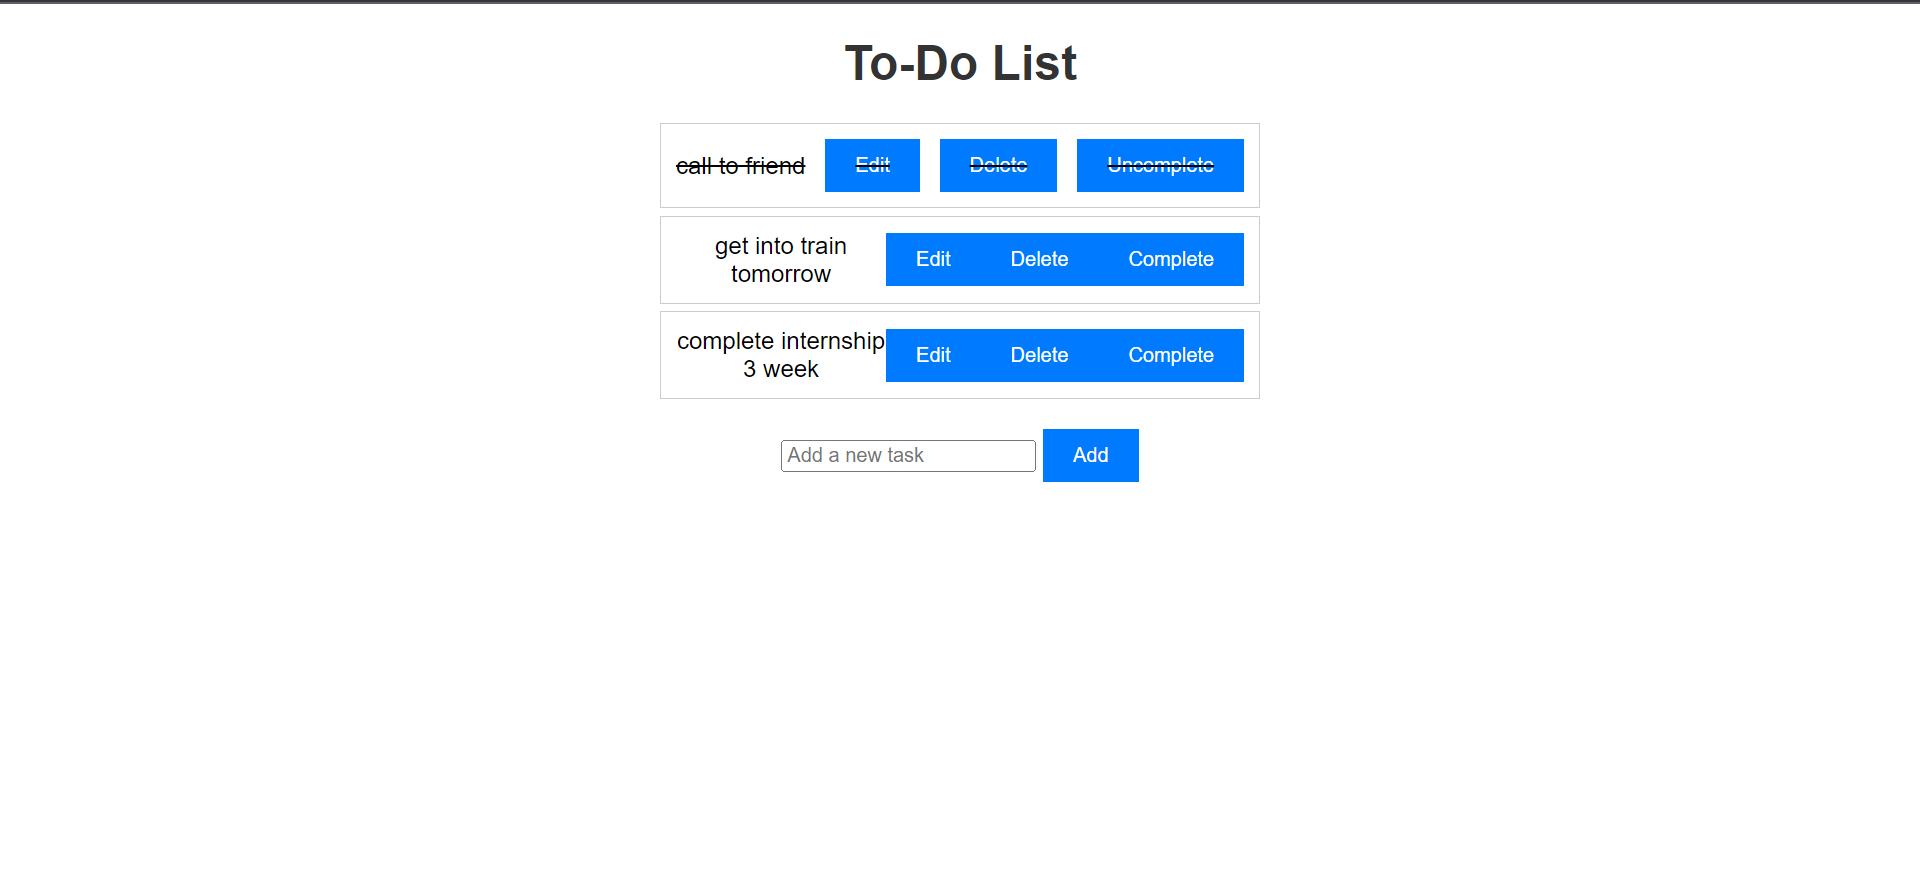 To-Do List
call to friend Edit Delete Uncomplete
get into train
tomorrow
Edit Delete Complete
complete internship
3 week
Edit Delete Complete
Add a new task Add